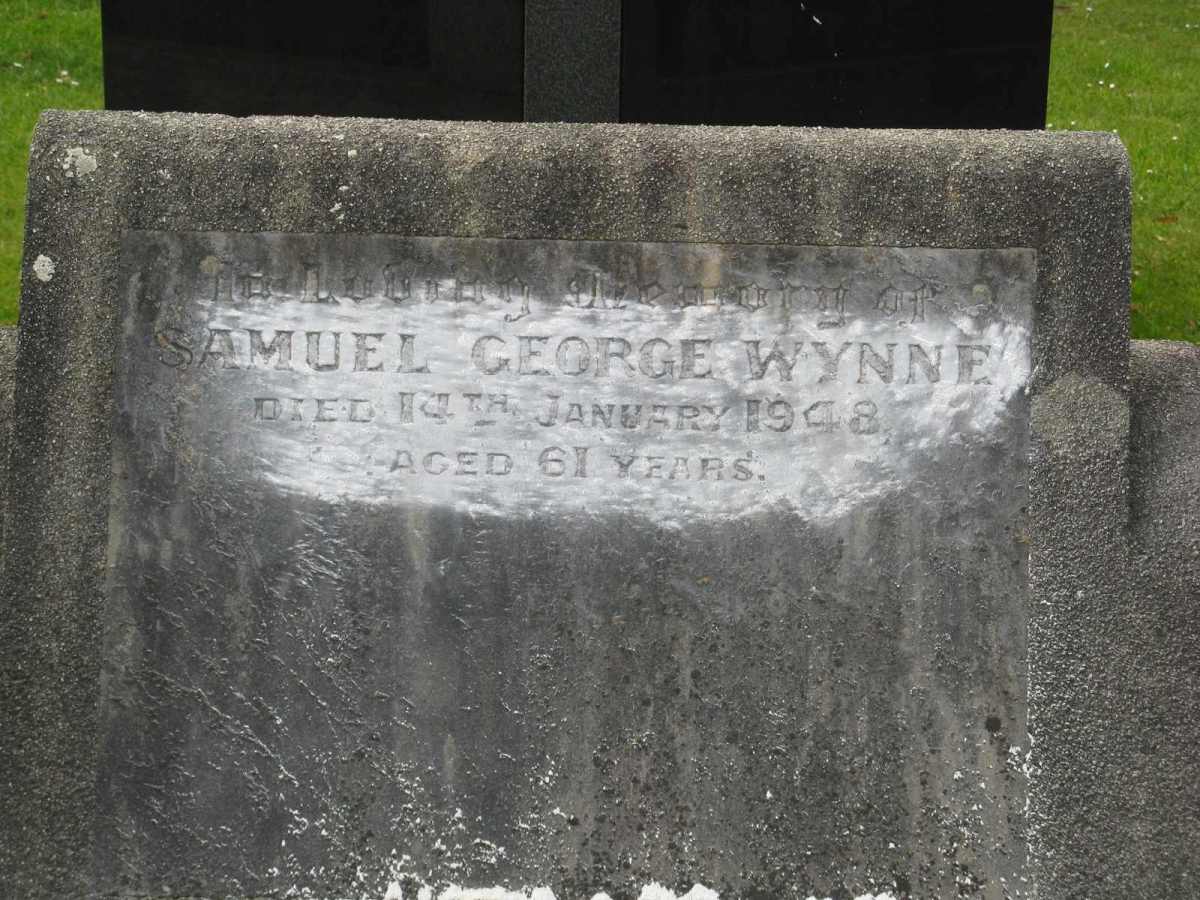 In Loving Memory of
SAMUEL GEORGE WYNNE
DIED 14TH JANUARY 1948.
AGED 61 YEARS.